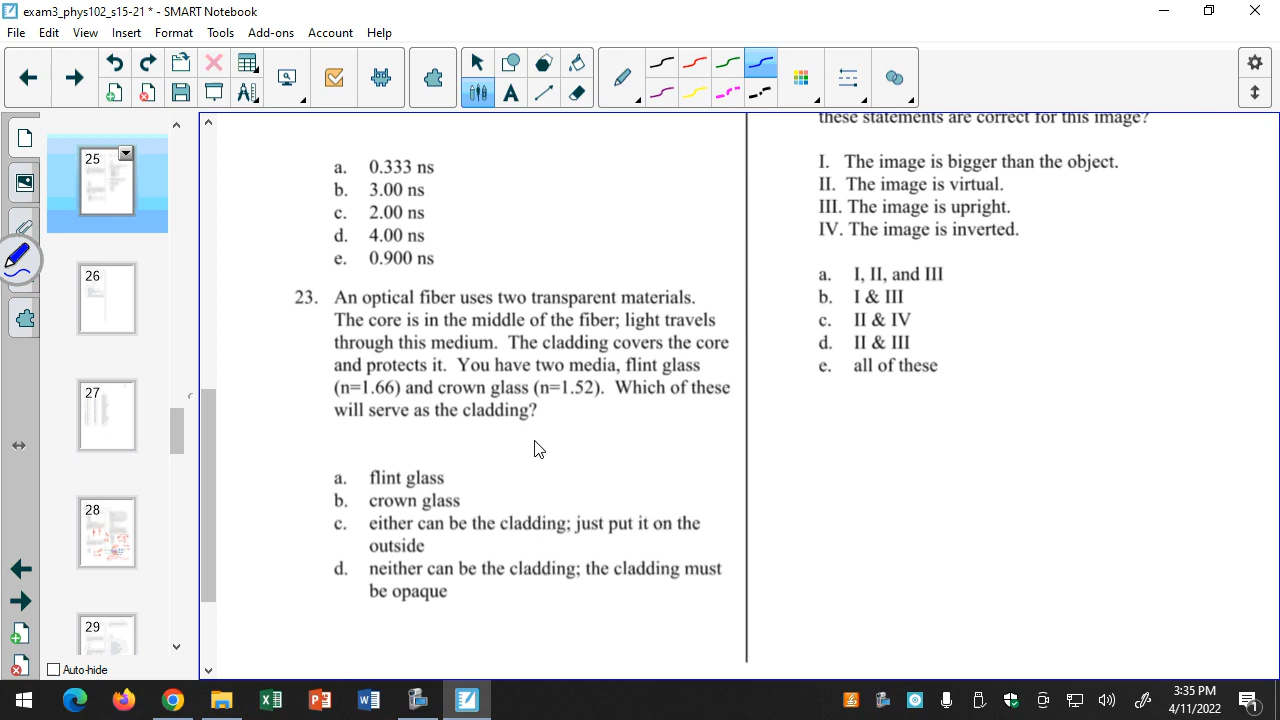 exam3_phys102_s15-21 * - SMART Notebook
File Edit View Insert Format Tools Add-ons Account Help
25
26
27
28
29
Auto-hide
a. 0.333 ns
b. 3.00 ns
c. 2.00 ns
d. 4.00 ns
e. 0.900 ns
23. An optical fiber uses two transparent materials.
The core is in the middle of the fiber; light travels
through this medium. The cladding covers the core
and protects it. You have two media, flint glass
(n=1.66) and crown glass (n=1.52). Which of these
will serve as the cladding?
a. flint glass
b. crown glass
c. either can be the cladding; just put it on the
outside
d. neither can be the cladding; the cladding must
be opaque
these statements are correct for this image?
I. The image is bigger than the object.
II. The image is virtual.
III. The image is upright.
IV. The image is inverted.
a. I, II, and III
b. I & III
c. II & IV
d. II & III
e. all of these
3:35 PM
4/11/2022
1